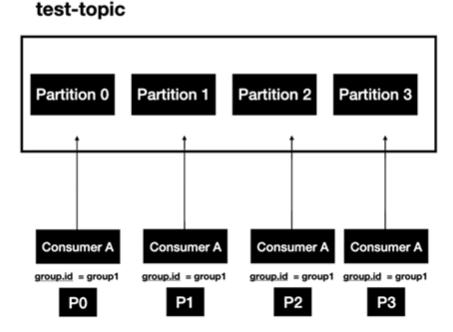 test-topic
Partition 0 Partition 1 Partition 2 Partition 3
Consumer A Consumer A Consumer A Consumer A
group.id = group1 group.id = group1 group.id = group1 group.id = group1
P0 P1 P2 P3